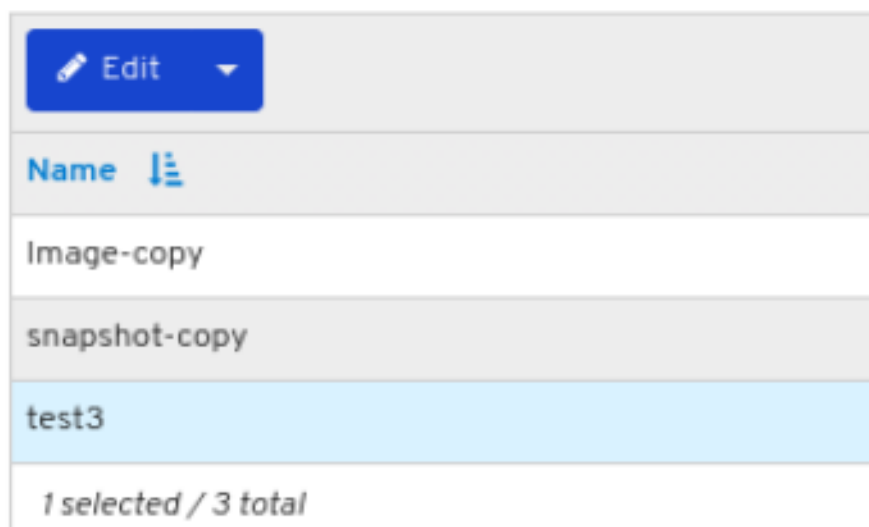 Edit
Name
Image-copy
snapshot-copy
test3
1 selected / 3 total